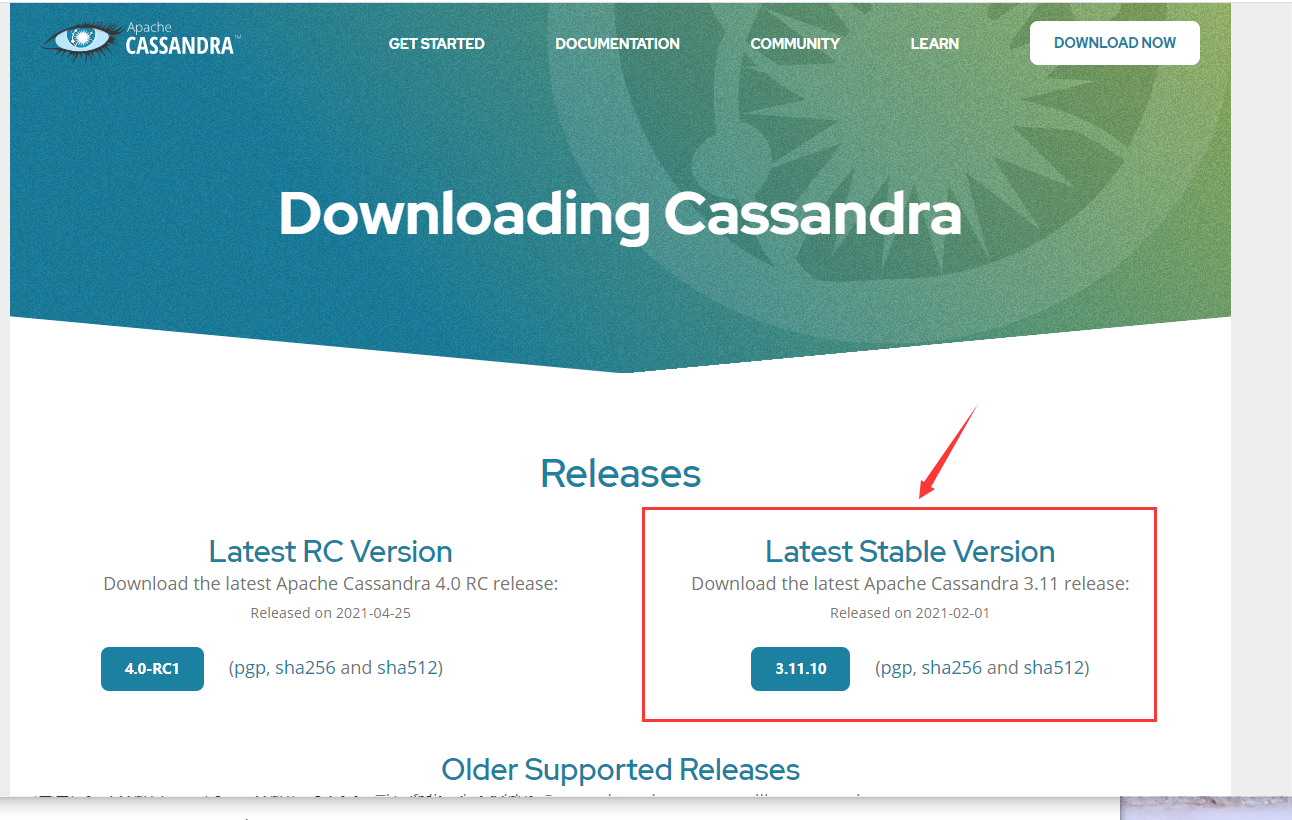 Apache
CASSANDRA™
GET STARTED
DOCUMENTATION
COMMUNITY
LEARN
DOWNLOAD NOW
Downloading Cassandra
Releases
Latest RC Version
Download the latest Apache Cassandra 4.0 RC release:
Released on 2021-04-25
4.0-RC1 (pgp, sha256 and sha512)
Latest Stable Version
Download the latest Apache Cassandra 3.11 release:
Released on 2021-02-01
3.11.10 (pgp, sha256 and sha512)
Older Supported Releases